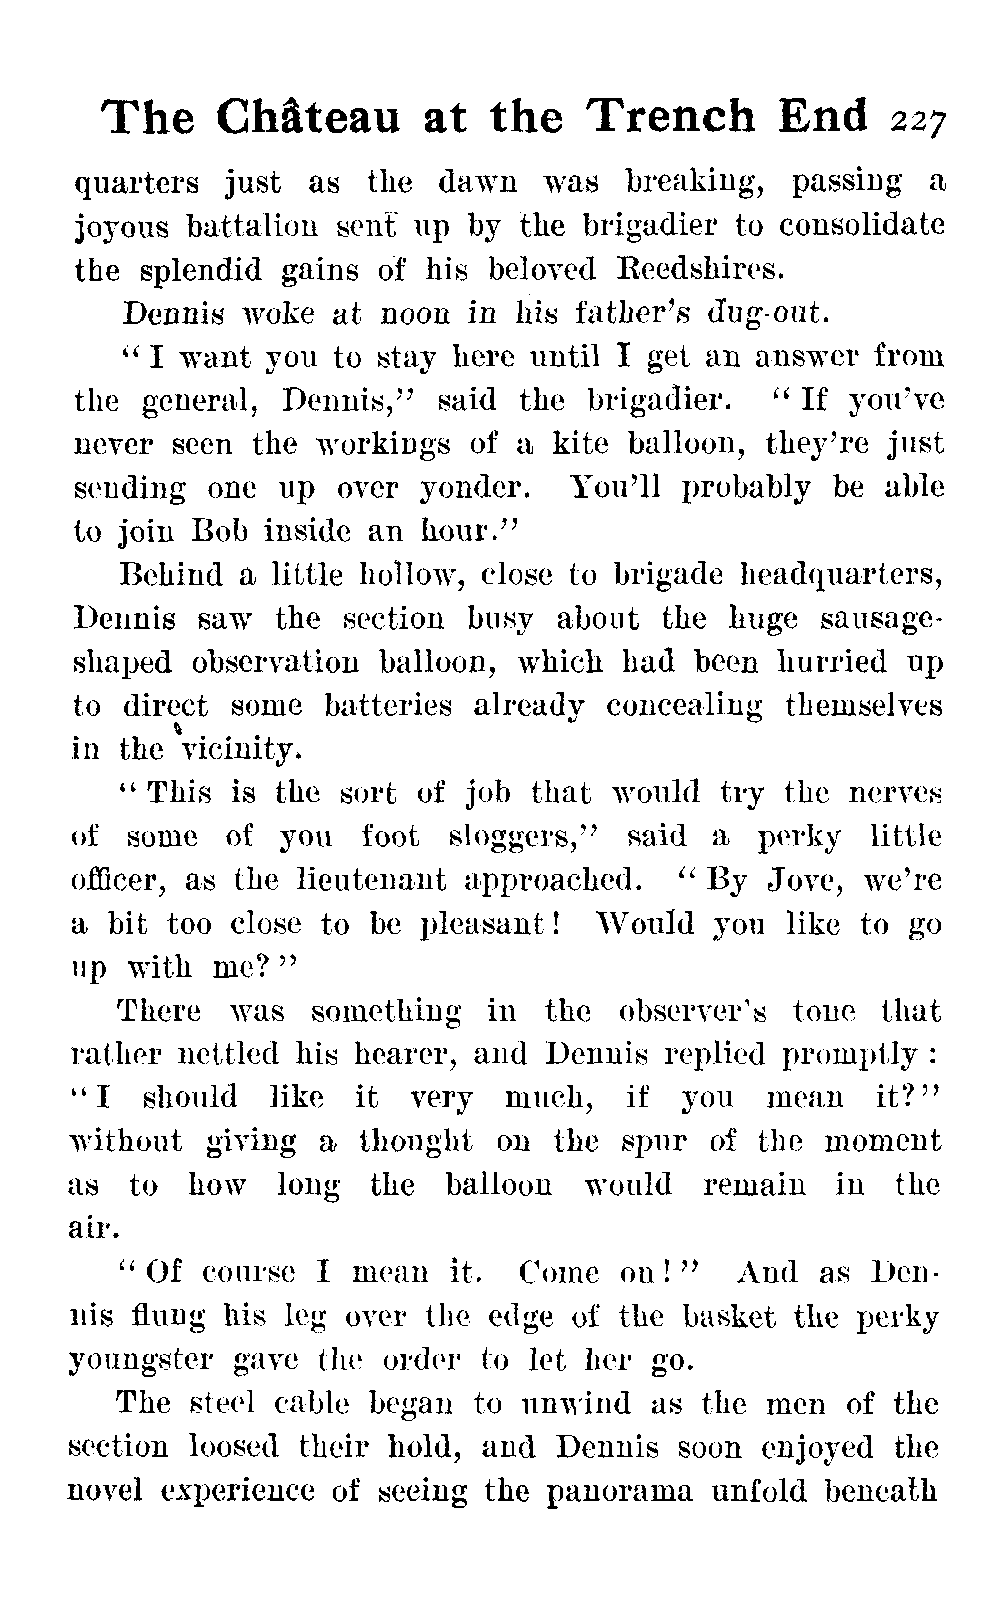 The Château at the Trench End 227
quarters just as the dawn was breaking, passing a
joyous battalion sent up by the brigadier to consolidate
the splendid gains of his beloved Reedshires.
Dennis woke at noon in his father's dug-out.
"I want you to stay here until I get an answer from
the general, Dennis," said the brigadier. "If you've
never seen the workings of a kite balloon, they're just
sending one up over yonder. You'll probably be able
to join Bob inside an hour."
Behind a little hollow, close to brigade headquarters,
Dennis saw the section busy about the huge sausage-
shaped observation balloon, which had been hurried up
to direct some batteries already concealing themselves
in the vicinity.
"This is the sort of job that would try the nerves
of some of you foot sloggers," said a perky little
officer, as the lieutenant approached. "By Jove, we're
a bit too close to be pleasant! Would you like to go
up with me?"
There was something in the observer's tone that
rather nettled his hearer, and Dennis replied promptly:
"I should like it very much, if you mean it?"
without giving a thought on the spur of the moment
as to how long the balloon would remain in the
air.
"Of course I mean it. Come on!" And as Den-
nis flung his leg over the edge of the basket the perky
youngster gave the order to let her go.
The steel cable began to unwind as the men of the
section loosed their hold, and Dennis soon enjoyed the
novel experience of seeing the panorama unfold beneath